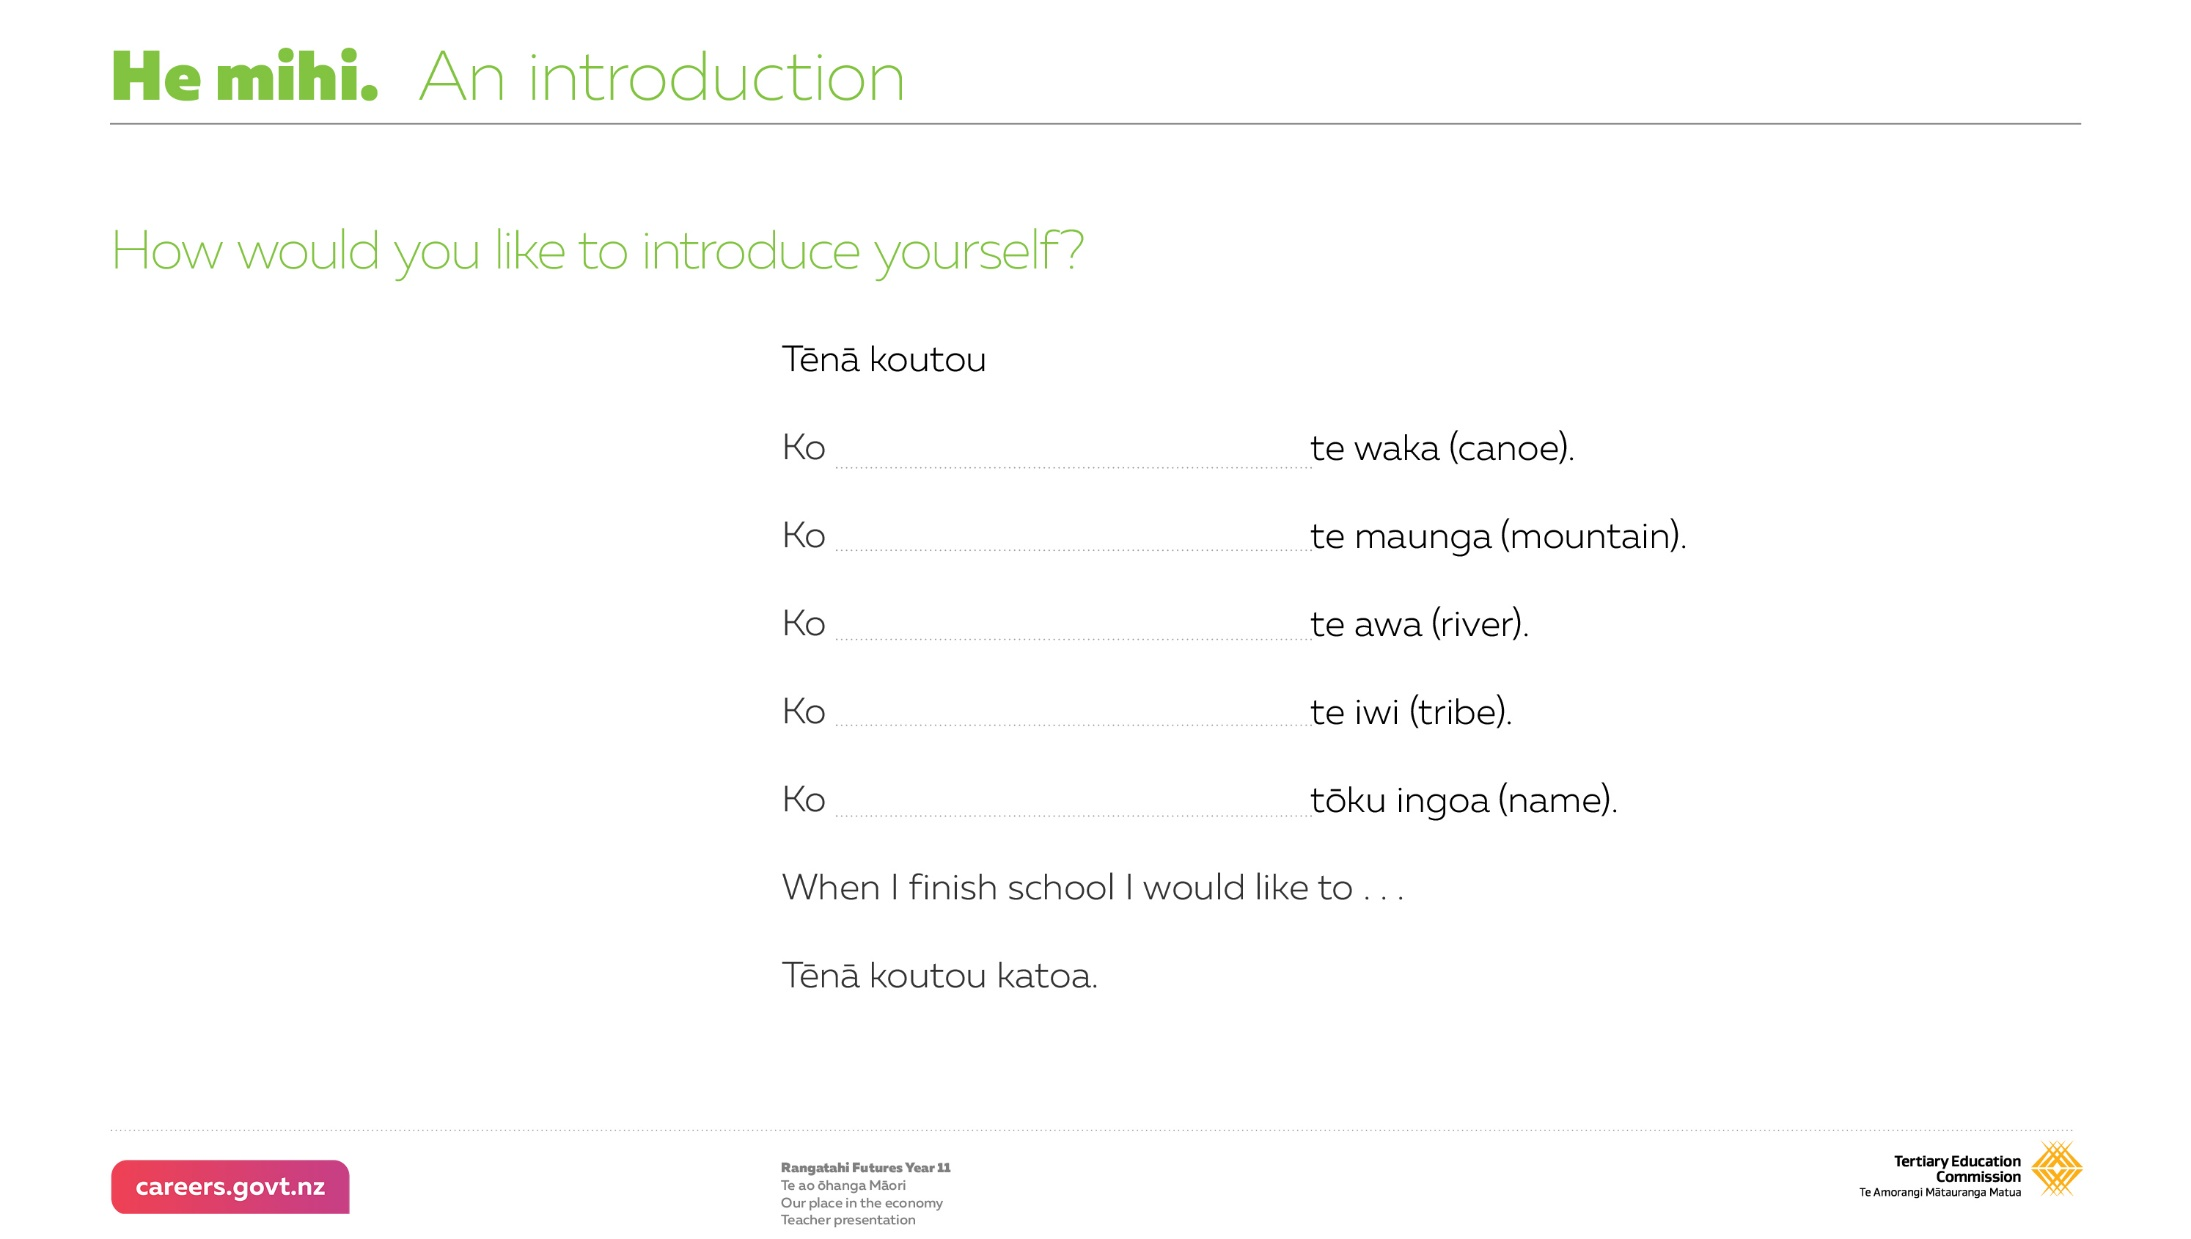 He mihi. An introduction
How would you like to introduce yourself?
Tēnā koutou
Ko te waka (canoe).
Ko te maunga (mountain).
Ko te awa (river).
Ko te iwi (tribe).
Ko tōku ingoa (name).
When I finish school I would like to . . .
Tēnā koutou katoa.
careers.govt.nz
Rangatahi Futures Year 11
Te ao ōhanga Māori
Our place in the economy
Teacher presentation
Tertiary Education
Commission
Te Amorangi Mātauranga Matua